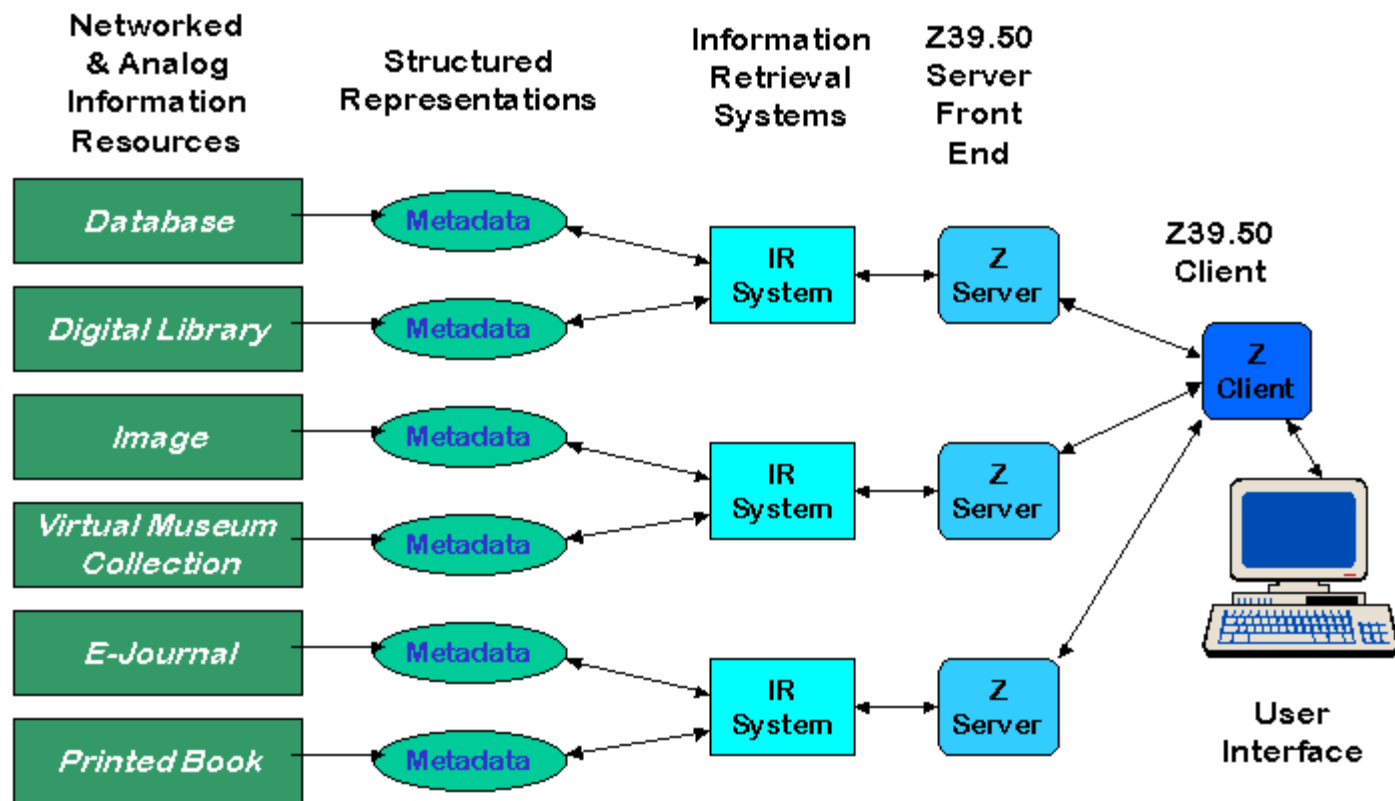 Networked
& Analog
Information
Resources
Structured
Representations
Information
Retrieval
Systems
Z39.50
Server
Front
End
Z39.50
Client
Database
Metadata
Digital Library
Metadata
IR
System
Z
Server
Z
Client
Image
Metadata
Virtual Museum
Collection
Metadata
IR
System
Z
Server
E-Journal
Metadata
Printed Book
Metadata
IR
System
Z
Server
User
Interface